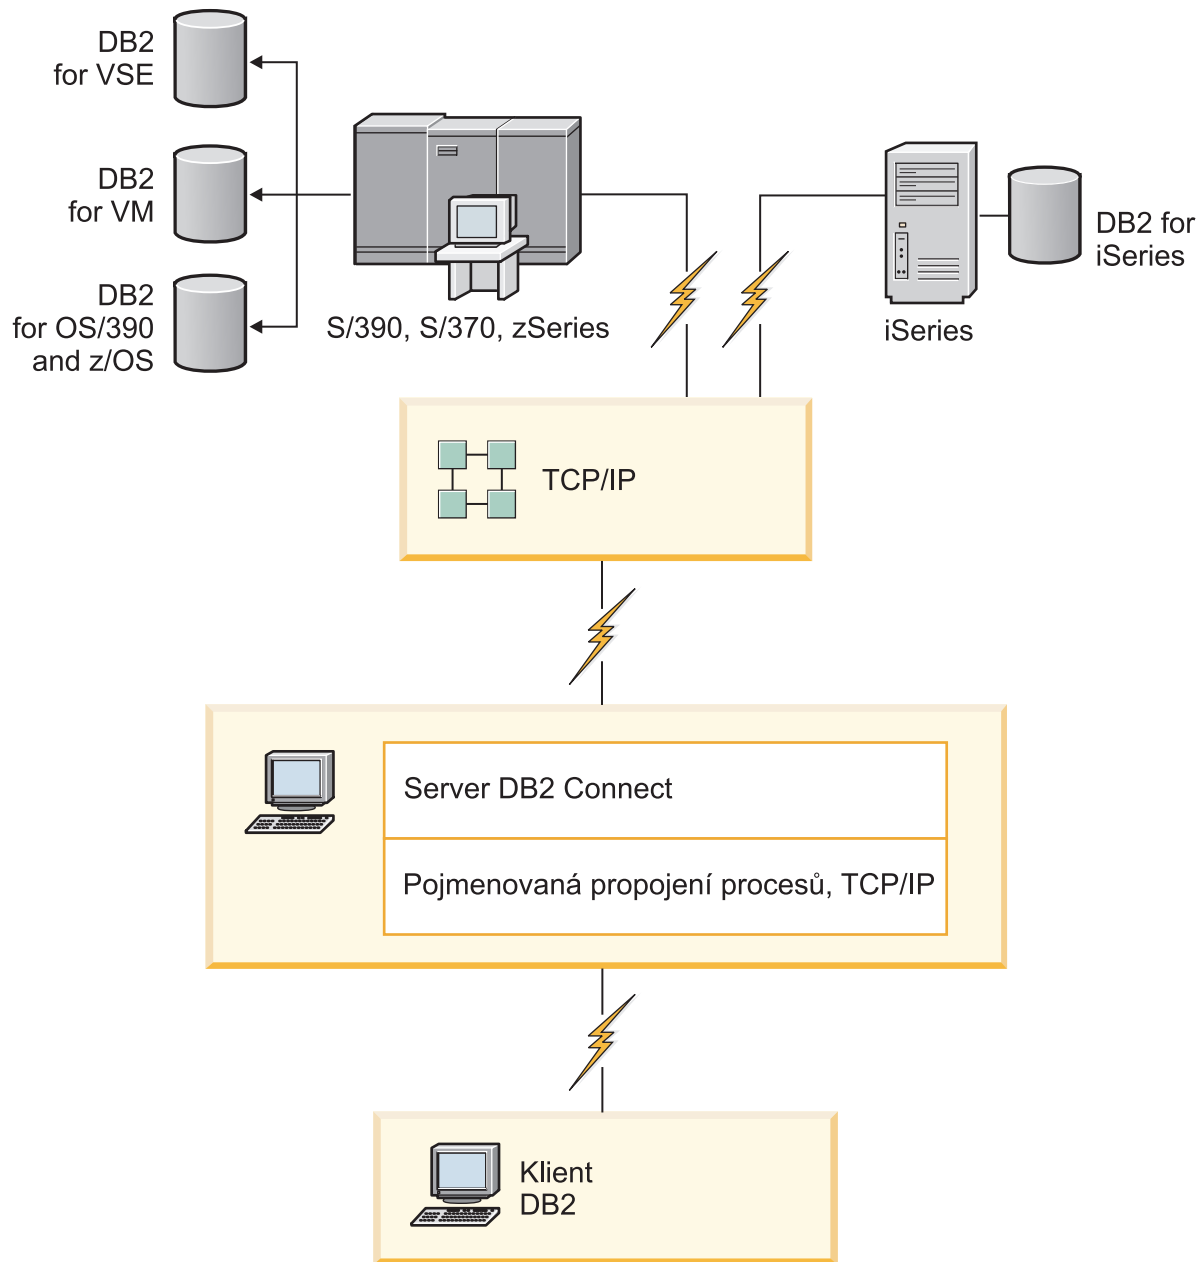 DB2
for VSE
DB2
for VM
DB2
for OS/390
and z/OS
S/390, S/370, zSeries
iSeries
DB2 for
iSeries
TCP/IP
Server DB2 Connect
Pojmenovaná propojení procesů, TCP/IP
Klient
DB2